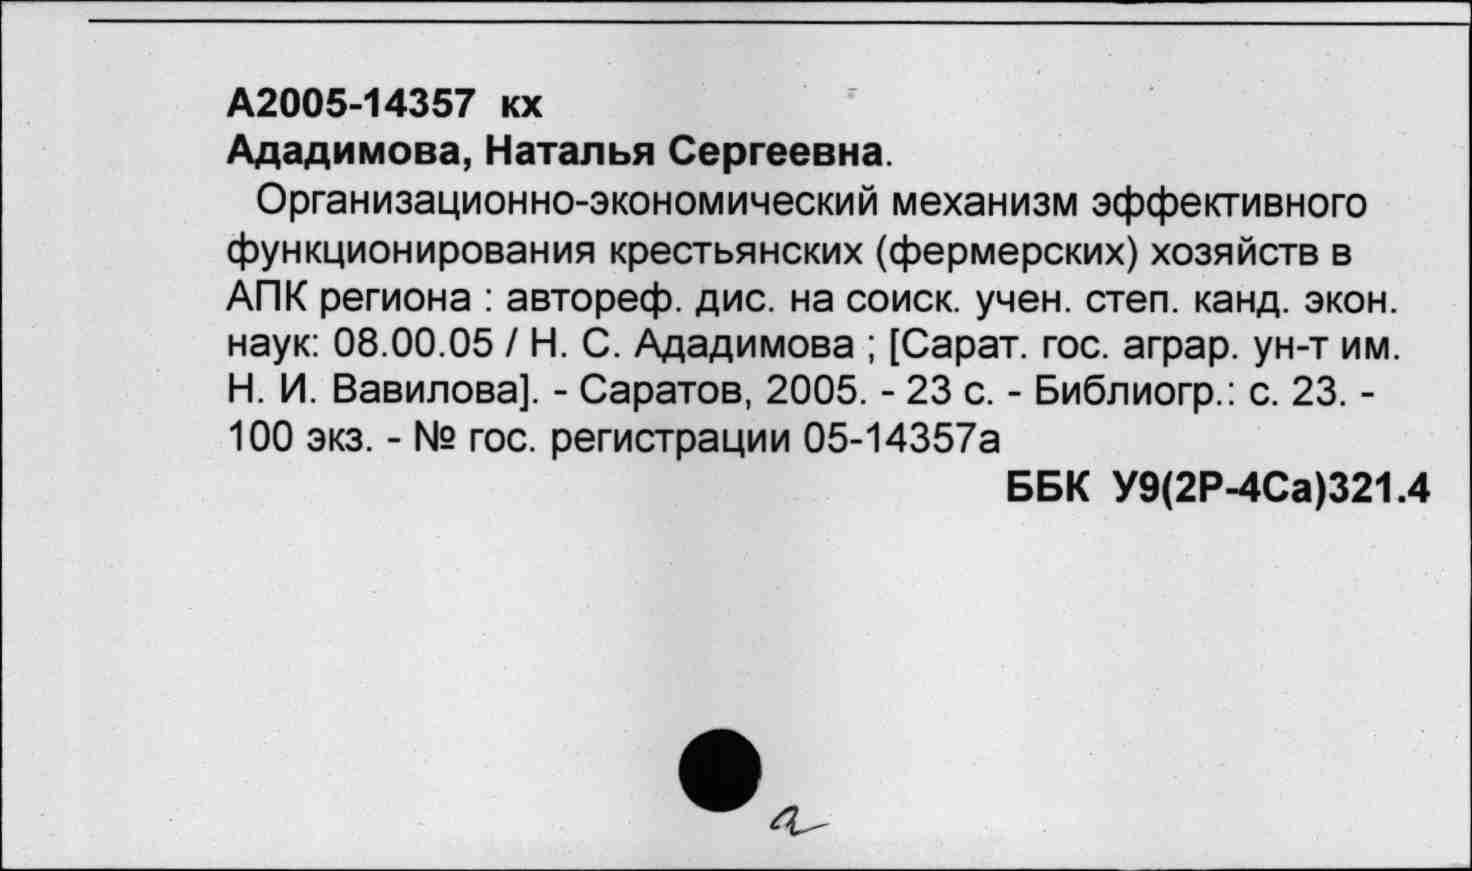 А2005-14357 кх
Ададимова, Наталья Сергеевна.
Организационно-экономический механизм эффективного
функционирования крестьянских (фермерских) хозяйств в
АПК региона : автореф. дис. на соиск. учен. степ. канд. экон.
наук: 08.00.05 / Н. С. Ададимова ; [Сарат. гос. аграр. ун-т им.
Н. И. Вавилова]. - Саратов, 2005. - 23 с. - Библиогр.: с. 23. -
100 экз. - № гос. регистрации 05-14357а
ББК У9(2Р-4Са)321.4
а